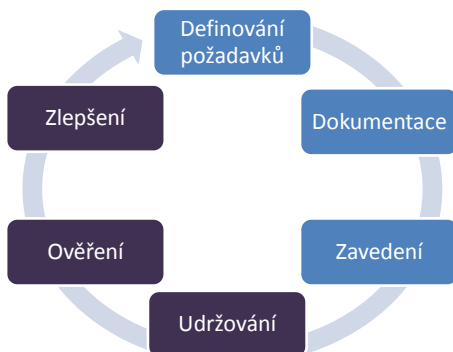 Definování
požadavků
Dokumentace
Zavedení
Udržování
Ověření
Zlepšení